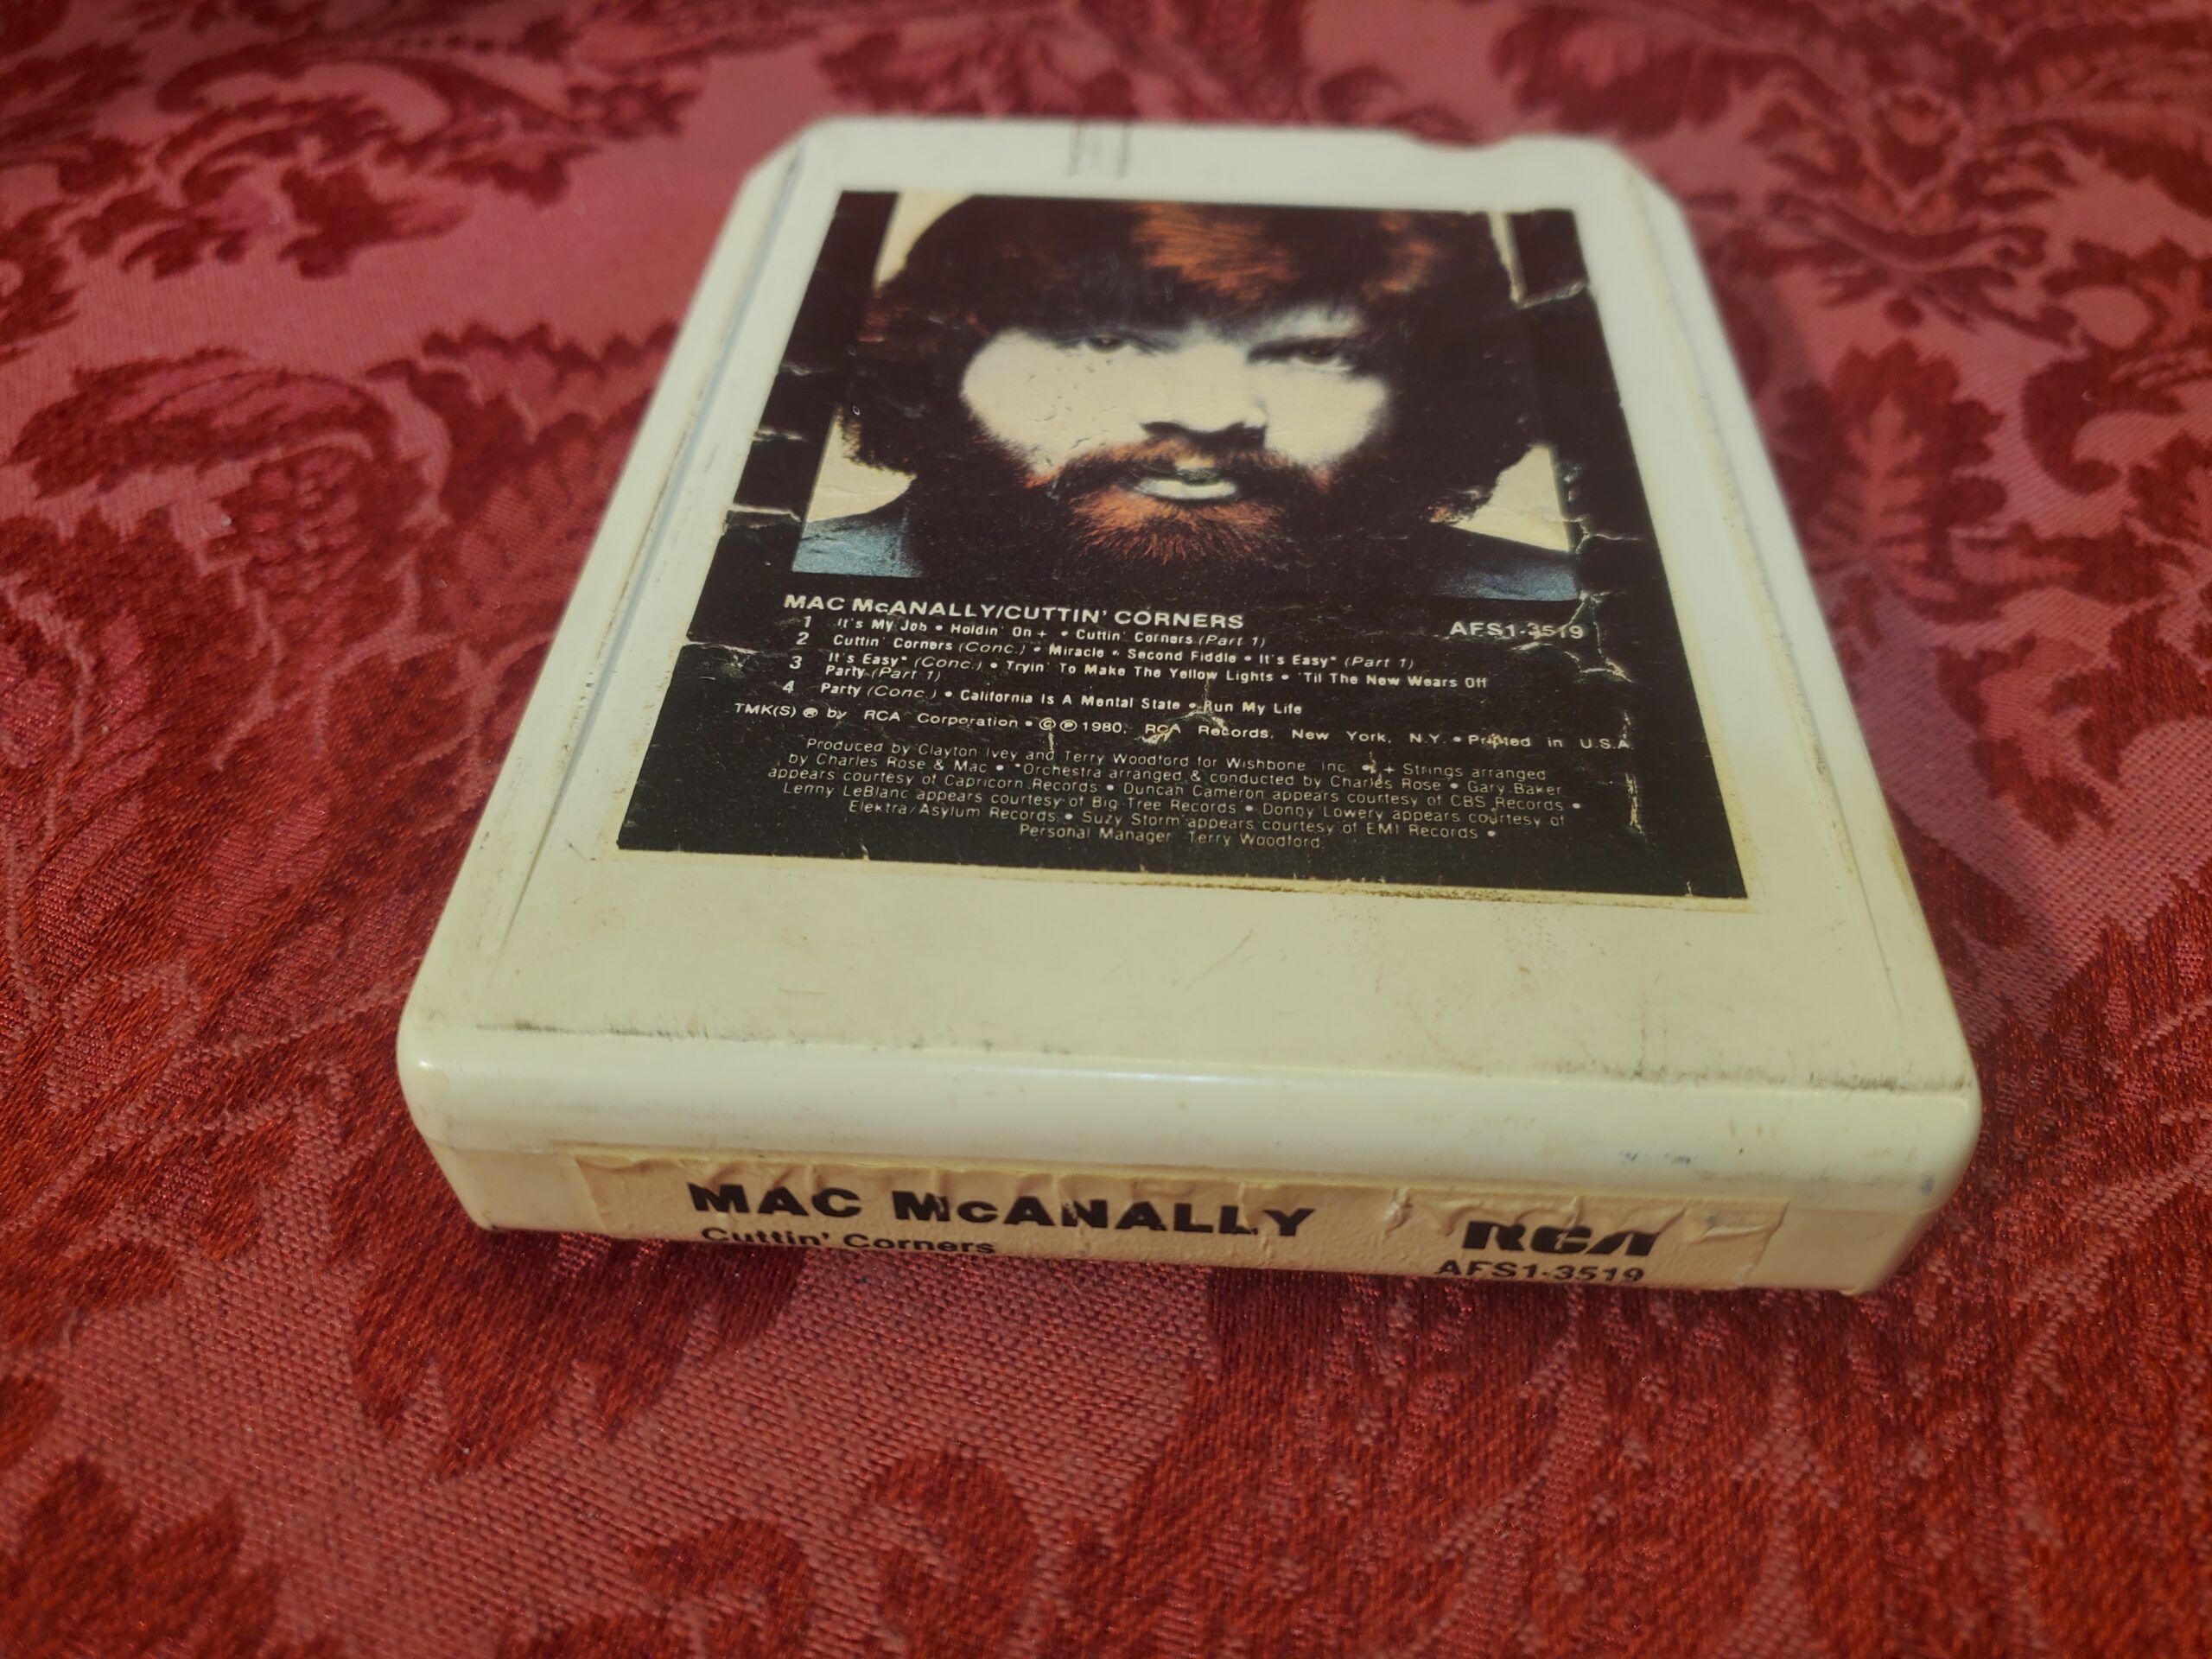 MAC McANALLY/CUTTIN' CORNERS AFS1-3519
1 It's My Job • Holdin' On + • Cuttin' Corners (Part 1)
2 Cuttin' Corners (Conc.) • Miracle • Second Fiddle • It's Easy* (Part 1)
3 It's Easy* (Conc.) • Tryin' To Make The Yellow Lights • 'Til The New Wears Off
Party (Part 1)
4 Party (Conc.) • California Is A Mental State • Run My Life
TMK(S) ® by RCA Corporation • © ℗ 1980, RCA Records, New York, N.Y. • Printed in U.S.A.
Produced by Clayton Ivey and Terry Woodford for Wishbone Inc. • + Strings arranged
by Charles Rose & Mac • *Orchestra arranged & conducted by Charles Rose • Gary Baker
appears courtesy of Capricorn Records • Duncan Cameron appears courtesy of CBS Records •
Lenny LeBlanc appears courtesy of Big Tree Records • Donny Lowery appears courtesy of
Elektra/Asylum Records • Suzy Storm appears courtesy of EMI Records •
Personal Manager Terry Woodford.
MAC McANALLY RCA
Cuttin' Corners AFS1-3519